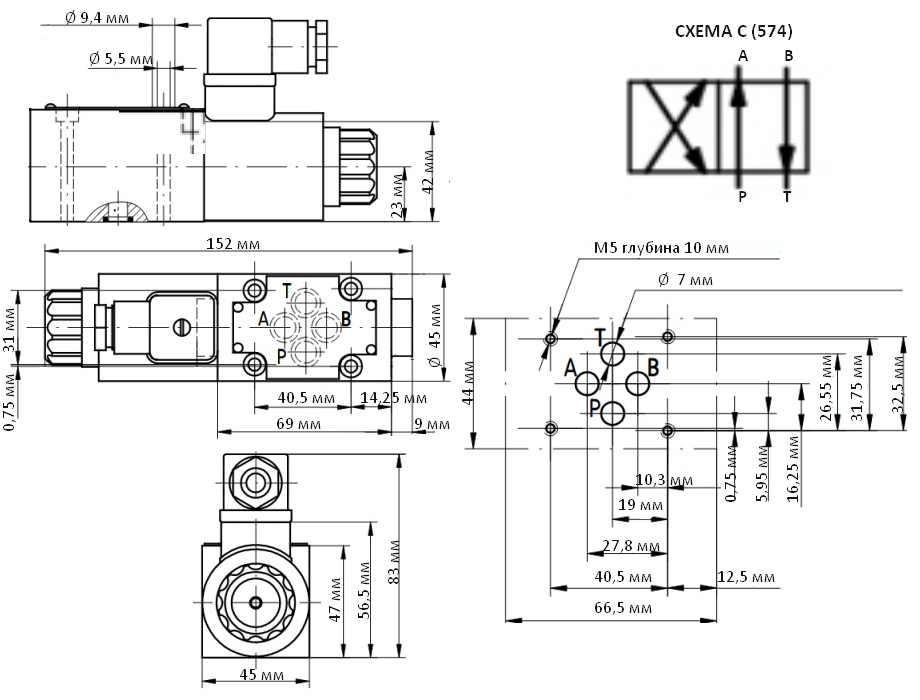 Ø 9,4 мм
Ø 5,5 мм
42 мм
23 мм
СХЕМА С (574)
A B
P T
152 мм
31 мм
0,75 мм
T
A B
P
Ø 45 мм
40,5 мм
14,25 мм
69 мм
9 мм
М5 глубина 10 мм
Ø 7 мм
44 мм
T
A B
P
26,55 мм
31,75 мм
32,5 мм
0,75 мм
5,95 мм
16,25 мм
10,3 мм
19 мм
27,8 мм
40,5 мм
12,5 мм
66,5 мм
47 мм
56,5 мм
83 мм
45 мм